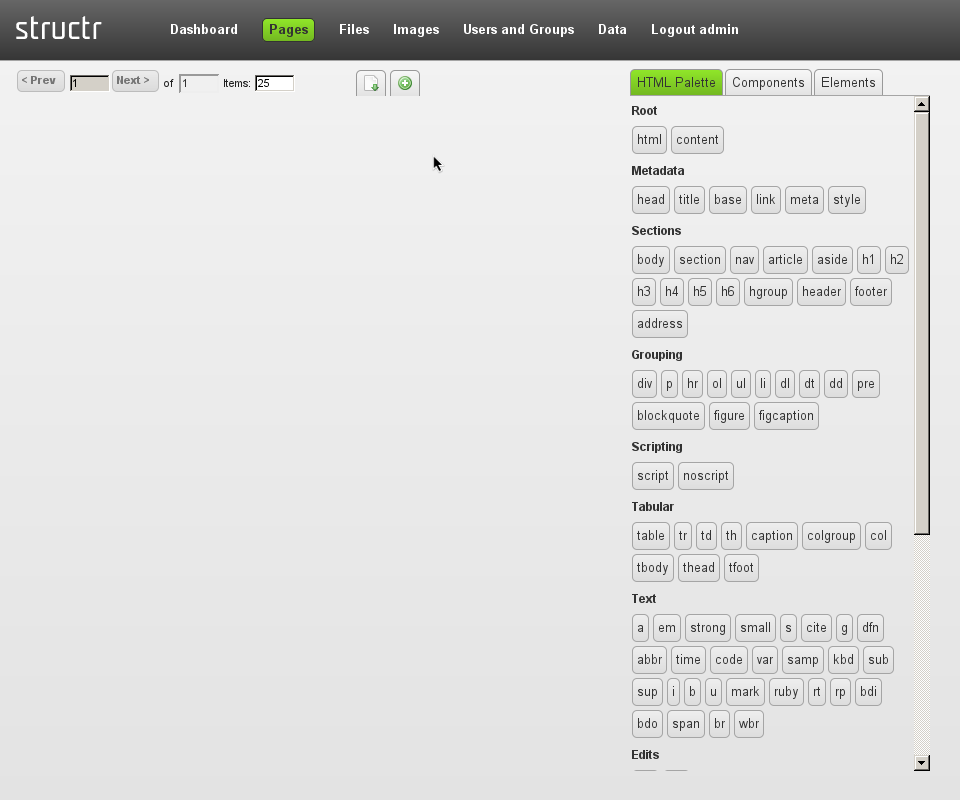 structr Dashboard Pages Files Images Users and Groups Data Logout admin
< Prev 1 Next > of 1 Items: 25 HTML Palette Components Elements
Root
html content
Metadata
head title base link meta style
Sections
body section nav article aside h1 h2
h3 h4 h5 h6 hgroup header footer
address
Grouping
div p hr ol ul li dl dt dd pre
blockquote figure figcaption
Scripting
script noscript
Tabular
table tr td th caption colgroup col
tbody thead tfoot
Text
a em strong small s cite g dfn
abbr time code var samp kbd sub
sup i b u mark ruby rt rp bdi
bdo span br wbr
Edits